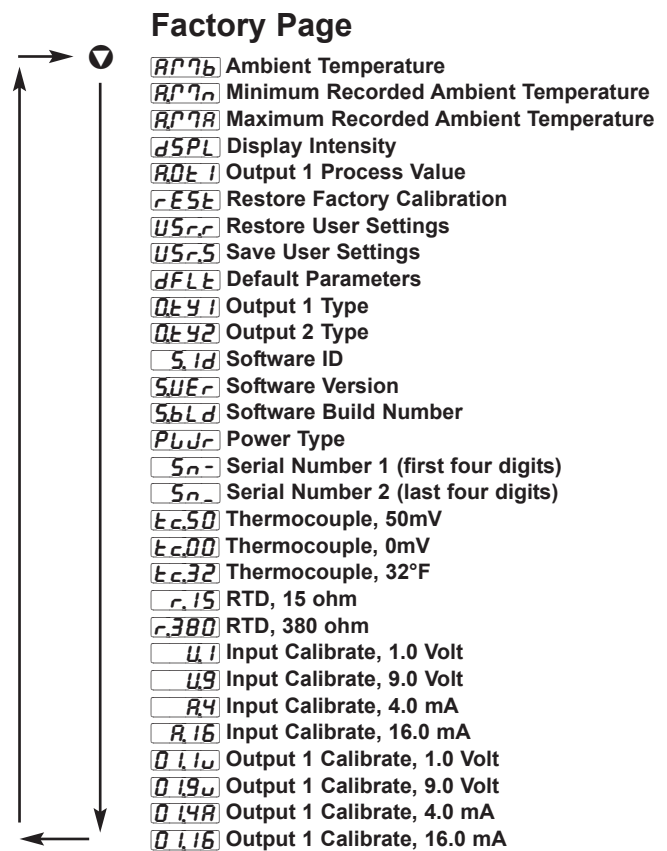 Factory Page
AMb Ambient Temperature
A.Mn Minimum Recorded Ambient Temperature
A.MA Maximum Recorded Ambient Temperature
dSPL Display Intensity
A.Ot1 Output 1 Process Value
rESt Restore Factory Calibration
USr.r Restore User Settings
USr.S Save User Settings
dFLt Default Parameters
O.ty1 Output 1 Type
O.ty2 Output 2 Type
S.Id Software ID
S.UEr Software Version
S.bLd Software Build Number
PWr Power Type
Sn- Serial Number 1 (first four digits)
Sn_ Serial Number 2 (last four digits)
tc.50 Thermocouple, 50mV
tc.00 Thermocouple, 0mV
tc.32 Thermocouple, 32°F
r.15 RTD, 15 ohm
r.380 RTD, 380 ohm
U.1 Input Calibrate, 1.0 Volt
U.9 Input Calibrate, 9.0 Volt
A.4 Input Calibrate, 4.0 mA
A.16 Input Calibrate, 16.0 mA
O1.1u Output 1 Calibrate, 1.0 Volt
O1.9u Output 1 Calibrate, 9.0 Volt
O1.4A Output 1 Calibrate, 4.0 mA
O1.16 Output 1 Calibrate, 16.0 mA